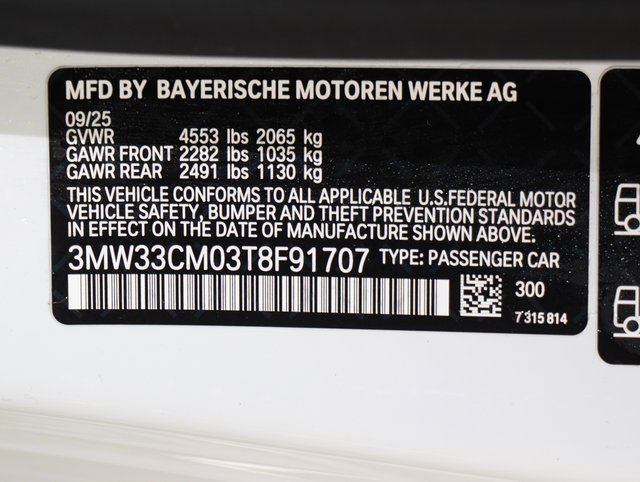 MFD BY BAYERISCHE MOTOREN WERKE AG
09/25
GVWR 4553 lbs 2065 kg
GAWR FRONT 2282 lbs 1035 kg
GAWR REAR 2491 lbs 1130 kg
THIS VEHICLE CONFORMS TO ALL APPLICABLE U.S.FEDERAL MOTOR
VEHICLE SAFETY, BUMPER AND THEFT PREVENTION STANDARDS
IN EFFECT ON THE DATE OF MANUFACTURE SHOWN ABOVE.
3MW33CM03T8F91707 TYPE: PASSENGER CAR
300
7315814